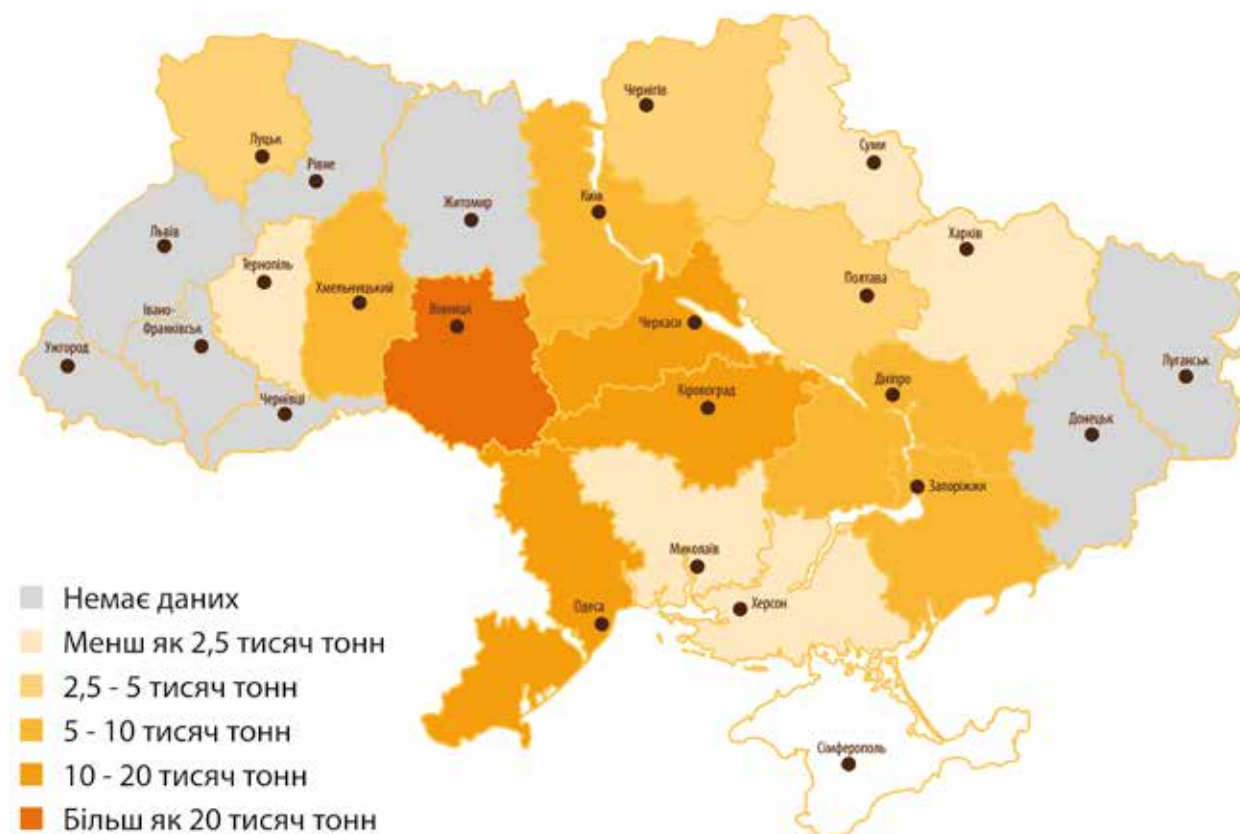 Чернігів
Луцьк
Суми
Рівне
Київ
Житомир
Львів
Харків
Тернопіль
Полтава
Хмельницький
Івано-
Франківськ
Вінниця
Черкаси
Ужгород
Луганськ
Дніпро
Кіровоград
Чернівці
Донецьк
Запоріжжя
Миколаїв
Одеса
Херсон
Сімферополь
Немає даних
Менш як 2,5 тисяч тонн
2,5 - 5 тисяч тонн
5 - 10 тисяч тонн
10 - 20 тисяч тонн
Більш як 20 тисяч тонн